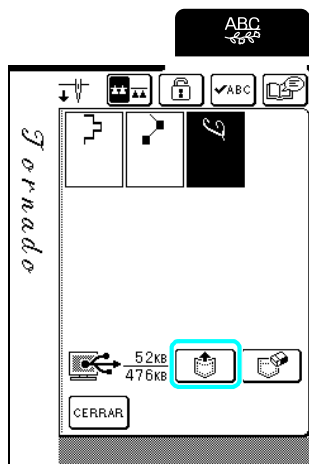 ABC
ABC
Tornado
T
52KB
476KB
CERRAR